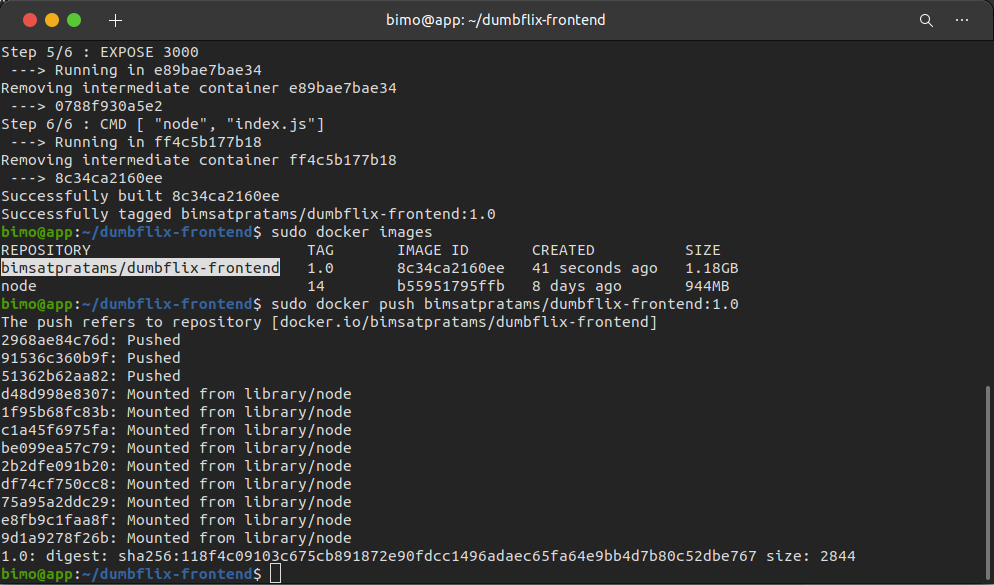 bimo@app: ~/dumbflix-frontend
Step 5/6 : EXPOSE 3000
 ---> Running in e89bae7bae34
Removing intermediate container e89bae7bae34
 ---> 0788f930a5e2
Step 6/6 : CMD [ "node", "index.js"]
 ---> Running in ff4c5b177b18
Removing intermediate container ff4c5b177b18
 ---> 8c34ca2160ee
Successfully built 8c34ca2160ee
Successfully tagged bimsatpratams/dumbflix-frontend:1.0
bimo@app:~/dumbflix-frontend$ sudo docker images
REPOSITORY                        TAG       IMAGE ID       CREATED          SIZE
bimsatpratams/dumbflix-frontend   1.0       8c34ca2160ee   41 seconds ago   1.18GB
node                              14        b55951795ffb   8 days ago       944MB
bimo@app:~/dumbflix-frontend$ sudo docker push bimsatpratams/dumbflix-frontend:1.0
The push refers to repository [docker.io/bimsatpratams/dumbflix-frontend]
2968ae84c76d: Pushed
91536c360b9f: Pushed
51362b62aa82: Pushed
d48d998e8307: Mounted from library/node
1f95b68fc83b: Mounted from library/node
c1a45f6975fa: Mounted from library/node
be099ea57c79: Mounted from library/node
2b2dfe091b20: Mounted from library/node
df74cf750cc8: Mounted from library/node
75a95a2ddc29: Mounted from library/node
e8fb9c1faa8f: Mounted from library/node
9d1a9278f26b: Mounted from library/node
1.0: digest: sha256:118f4c09103c675cb891872e90fdcc1496adaec65fa64e9bb4d7b80c52dbe767 size: 2844
bimo@app:~/dumbflix-frontend$